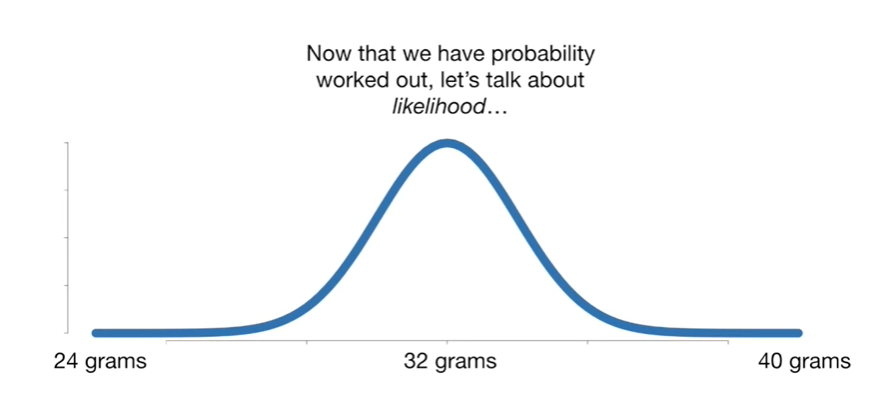 Now that we have probability
worked out, let’s talk about
likelihood…
24 grams
32 grams
40 grams